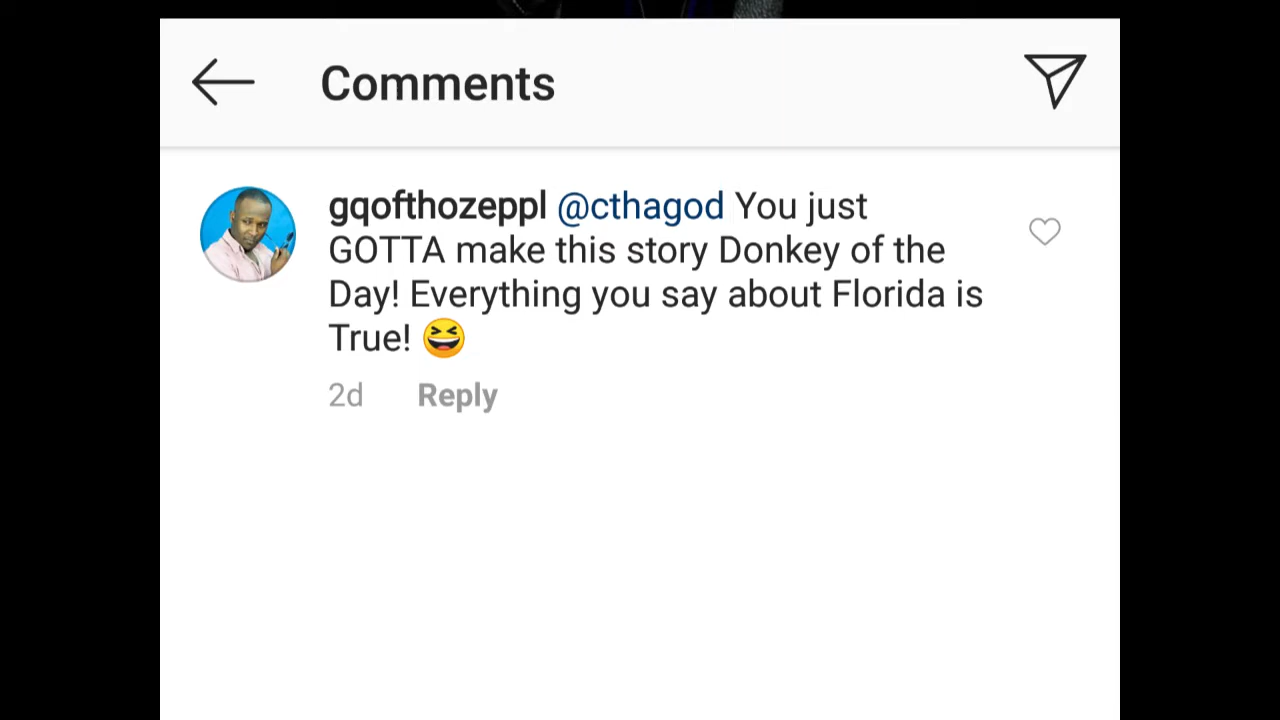 Comments
gqofthozeppl @cthagod You just
GOTTA make this story Donkey of the
Day! Everything you say about Florida is
True! 😆
2d Reply